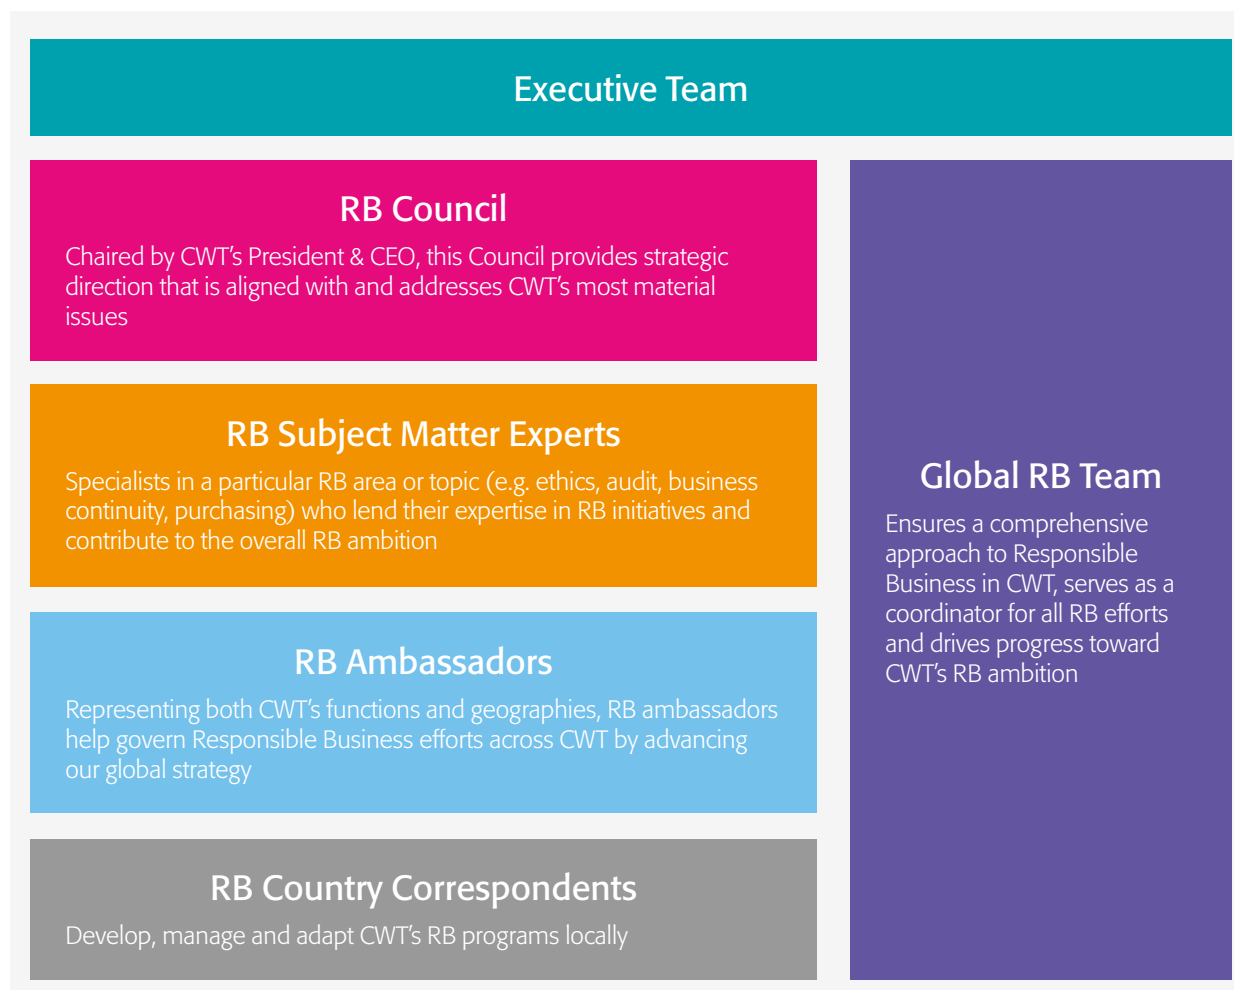 Executive Team
RB Council
Chaired by CWT’s President & CEO, this Council provides strategic
direction that is aligned with and addresses CWT’s most material
issues
RB Subject Matter Experts
Specialists in a particular RB area or topic (e.g. ethics, audit, business
continuity, purchasing) who lend their expertise in RB initiatives and
contribute to the overall RB ambition
RB Ambassadors
Representing both CWT’s functions and geographies, RB ambassadors
help govern Responsible Business efforts across CWT by advancing
our global strategy
RB Country Correspondents
Develop, manage and adapt CWT’s RB programs locally
Global RB Team
Ensures a comprehensive
approach to Responsible
Business in CWT, serves as a
coordinator for all RB efforts
and drives progress toward
CWT’s RB ambition